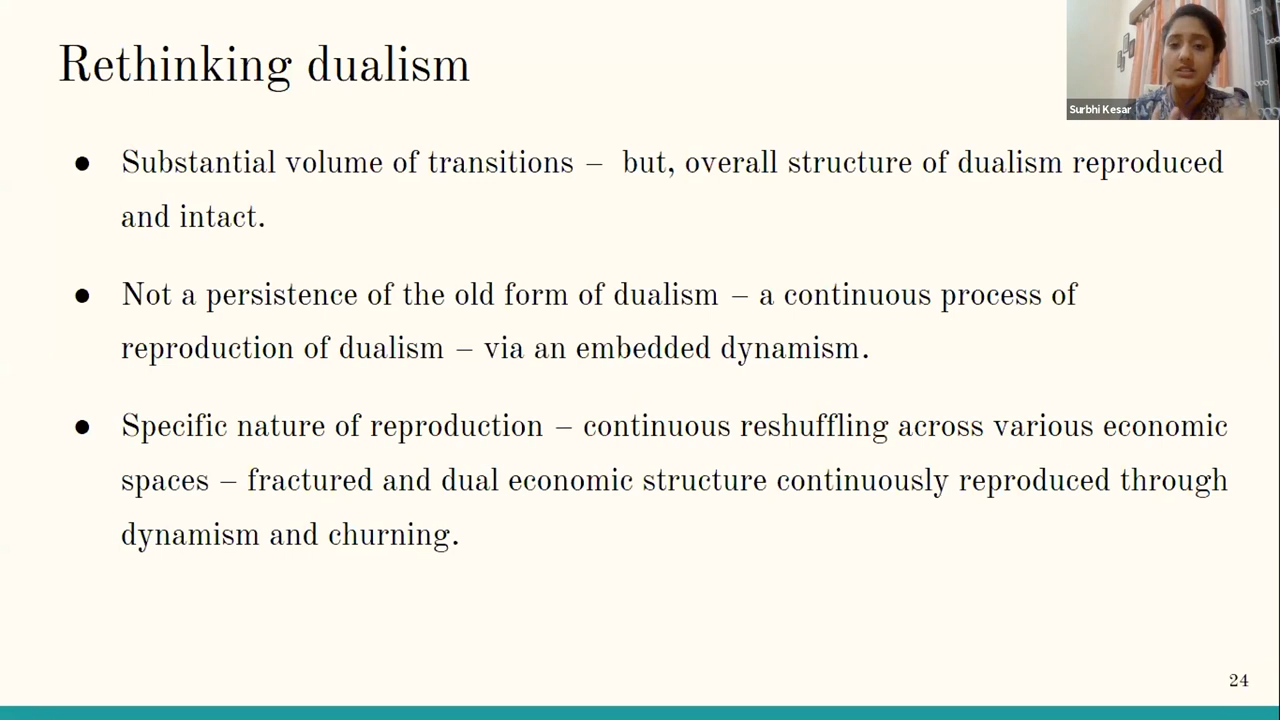 Rethinking dualism
Surbhi Kesar
● Substantial volume of transitions – but, overall structure of dualism reproduced
and intact.
● Not a persistence of the old form of dualism – a continuous process of
reproduction of dualism – via an embedded dynamism.
● Specific nature of reproduction – continuous reshuffling across various economic
spaces – fractured and dual economic structure continuously reproduced through
dynamism and churning.
24